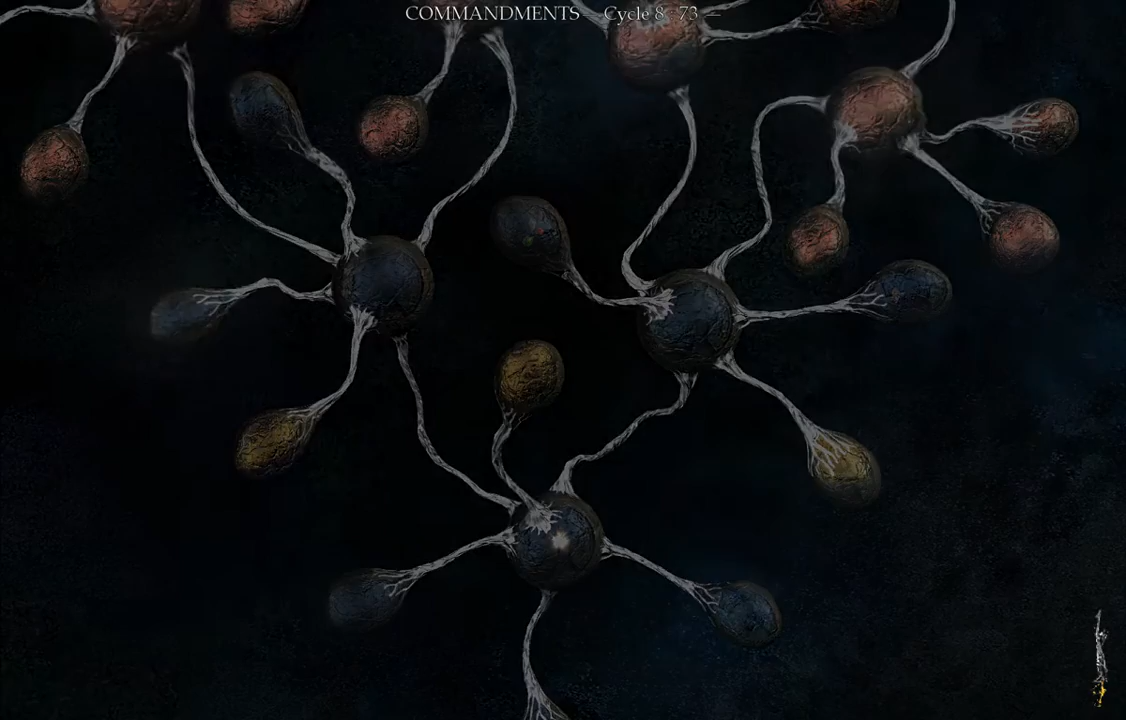 COMMANDMENTS – Cycle 8 - 73 –